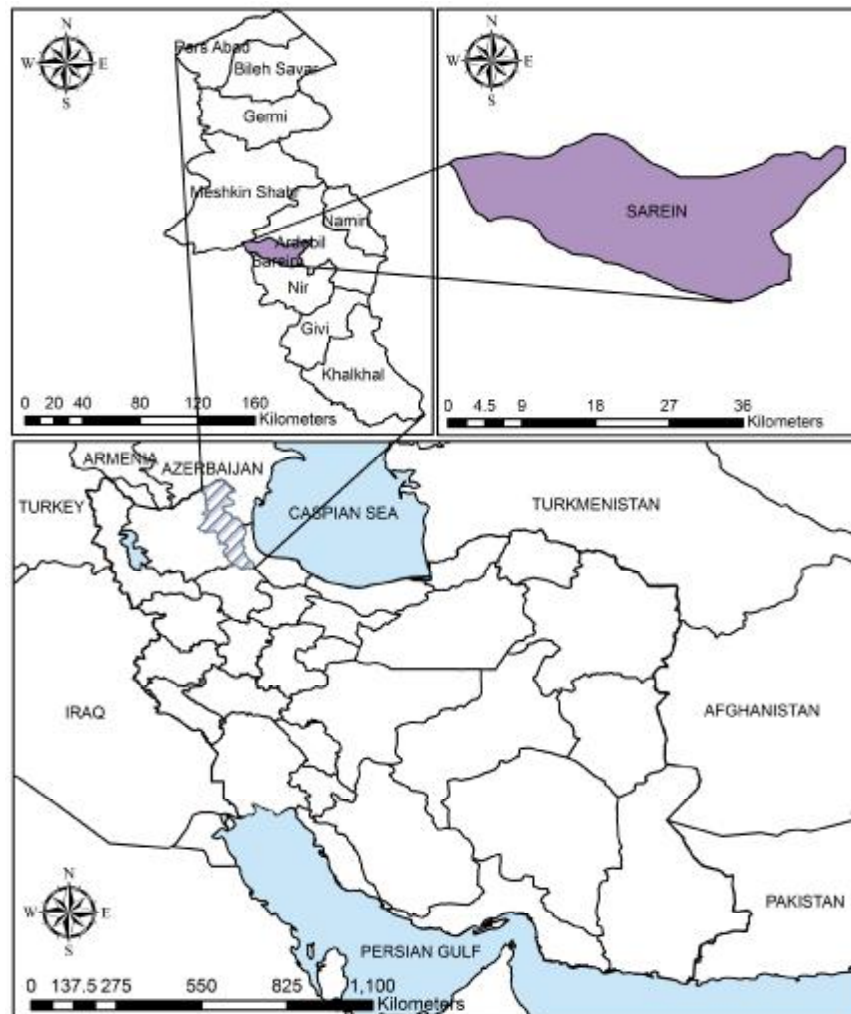 N
W E
S
Pars Abad
Bileh Savar
Germi
Meshkin Shahr
Namin
Ardebil
Sarein
Nir
Givi
Khalkhal
0 20 40 80 120 160
Kilometers
N
W E
S
SAREIN
0 4.5 9 18 27 36
Kilometers
ARMENIA
AZERBAIJAN
TURKEY
CASPIAN SEA
TURKMENISTAN
IRAQ
AFGHANISTAN
PAKISTAN
PERSIAN GULF
N
W E
S
0 137.5 275 550 825 1,100
Kilometers